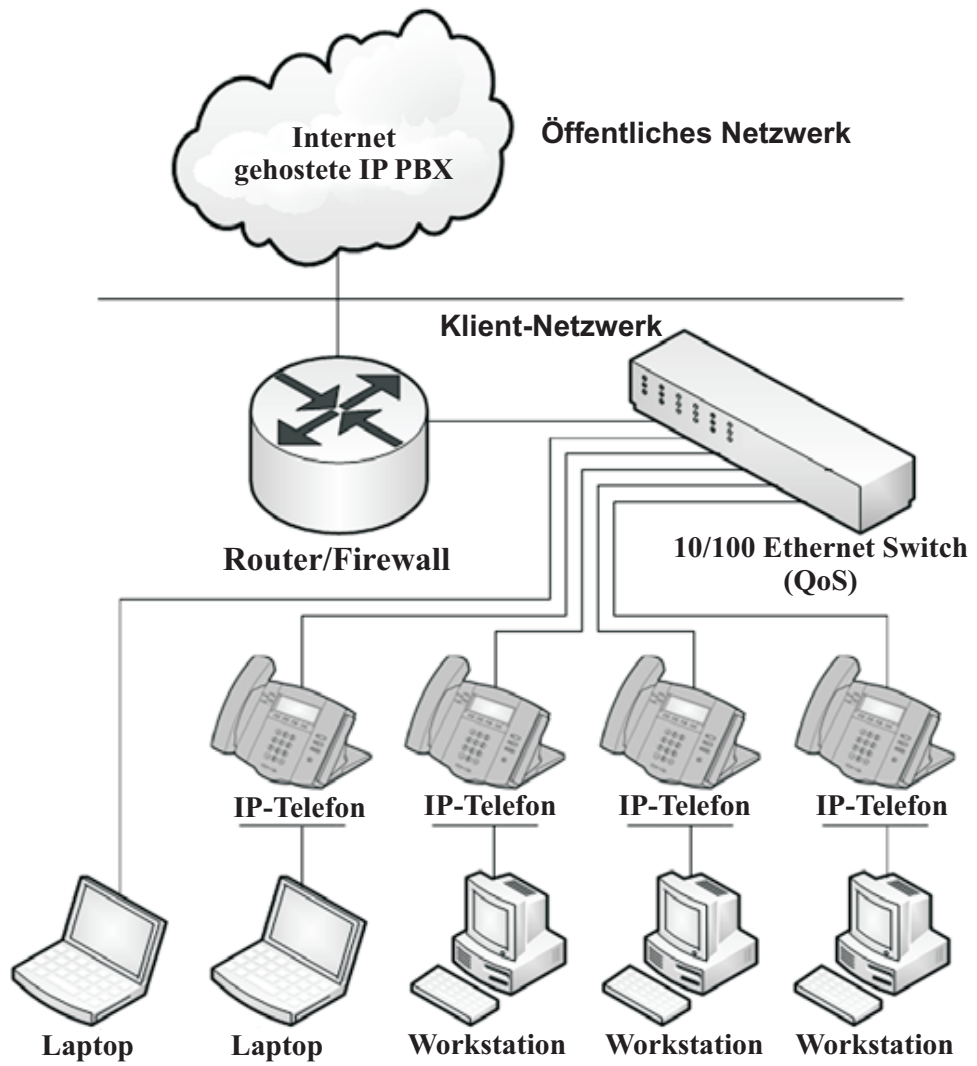 Internet
gehostete IP PBX
Öffentliches Netzwerk
Klient-Netzwerk
Router/Firewall
10/100 Ethernet Switch
(QoS)
IP-Telefon
IP-Telefon
IP-Telefon
IP-Telefon
Laptop
Laptop
Workstation
Workstation
Workstation